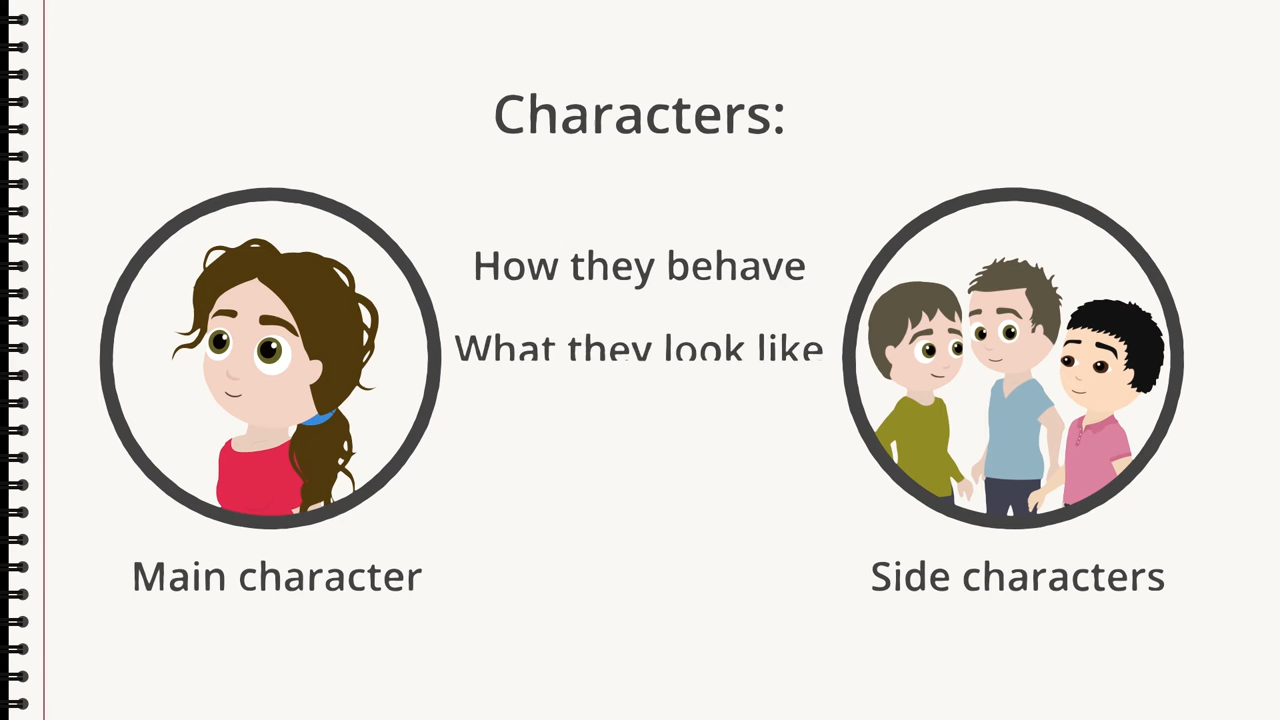 Characters:
How they behave
What they look like
Main character
Side characters